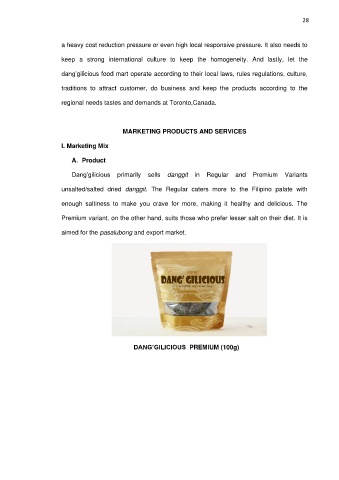 28
a heavy cost reduction pressure or even high local responsive pressure. It also needs to
keep a strong international culture to keep the homogeneity. And lastly, let the
dang'gilicious food mart operate according to their local laws, rules regulations, culture,
traditions to attract customer, do business and keep the products according to the
regional needs tastes and demands at Toronto,Canada.
MARKETING PRODUCTS AND SERVICES
I. Marketing Mix
A. Product
Dang'gilicious primarily sells danggit in Regular and Premium Variants
unsalted/salted dried danggit. The Regular caters more to the Filipino palate with
enough saltiness to make you crave for more, making it healthy and delicious. The
Premium variant, on the other hand, suits those who prefer lesser salt on their diet. It is
aimed for the pasalubong and export market.
DANG' GILICIOUS
DANG'GILICIOUS PREMIUM (100g)